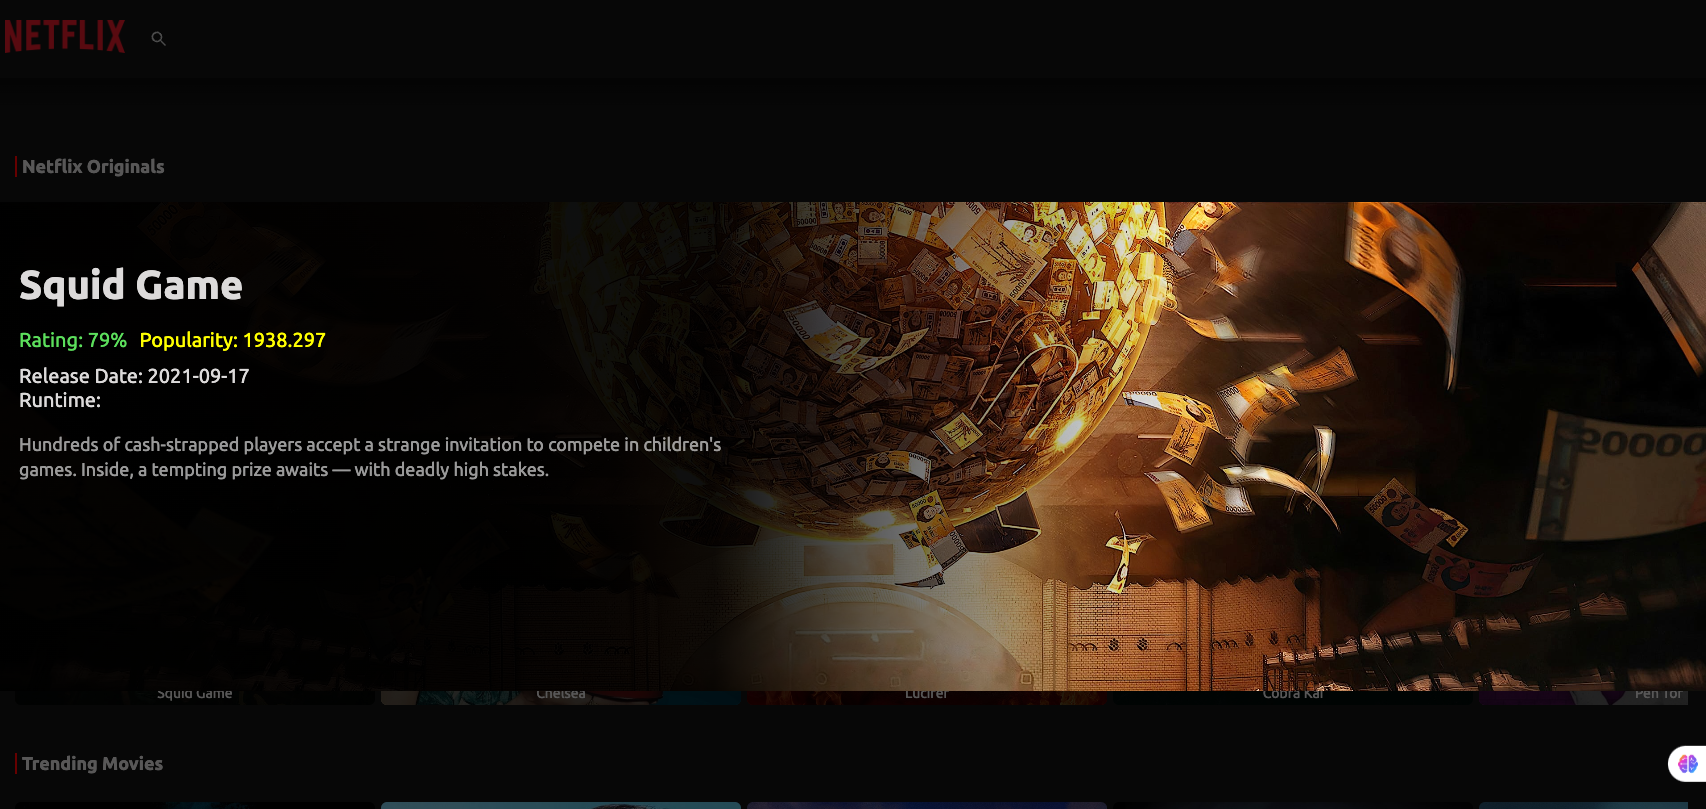 NETFLIX
Netflix Originals
Squid Game
Rating: 79% Popularity: 1938.297
Release Date: 2021-09-17
Runtime:
Hundreds of cash-strapped players accept a strange invitation to compete in children's
games. Inside, a tempting prize awaits — with deadly high stakes.
20000
50000
Squid Game
Chelsea
Lucifer
Cobra Kai
Pen Tor
Trending Movies